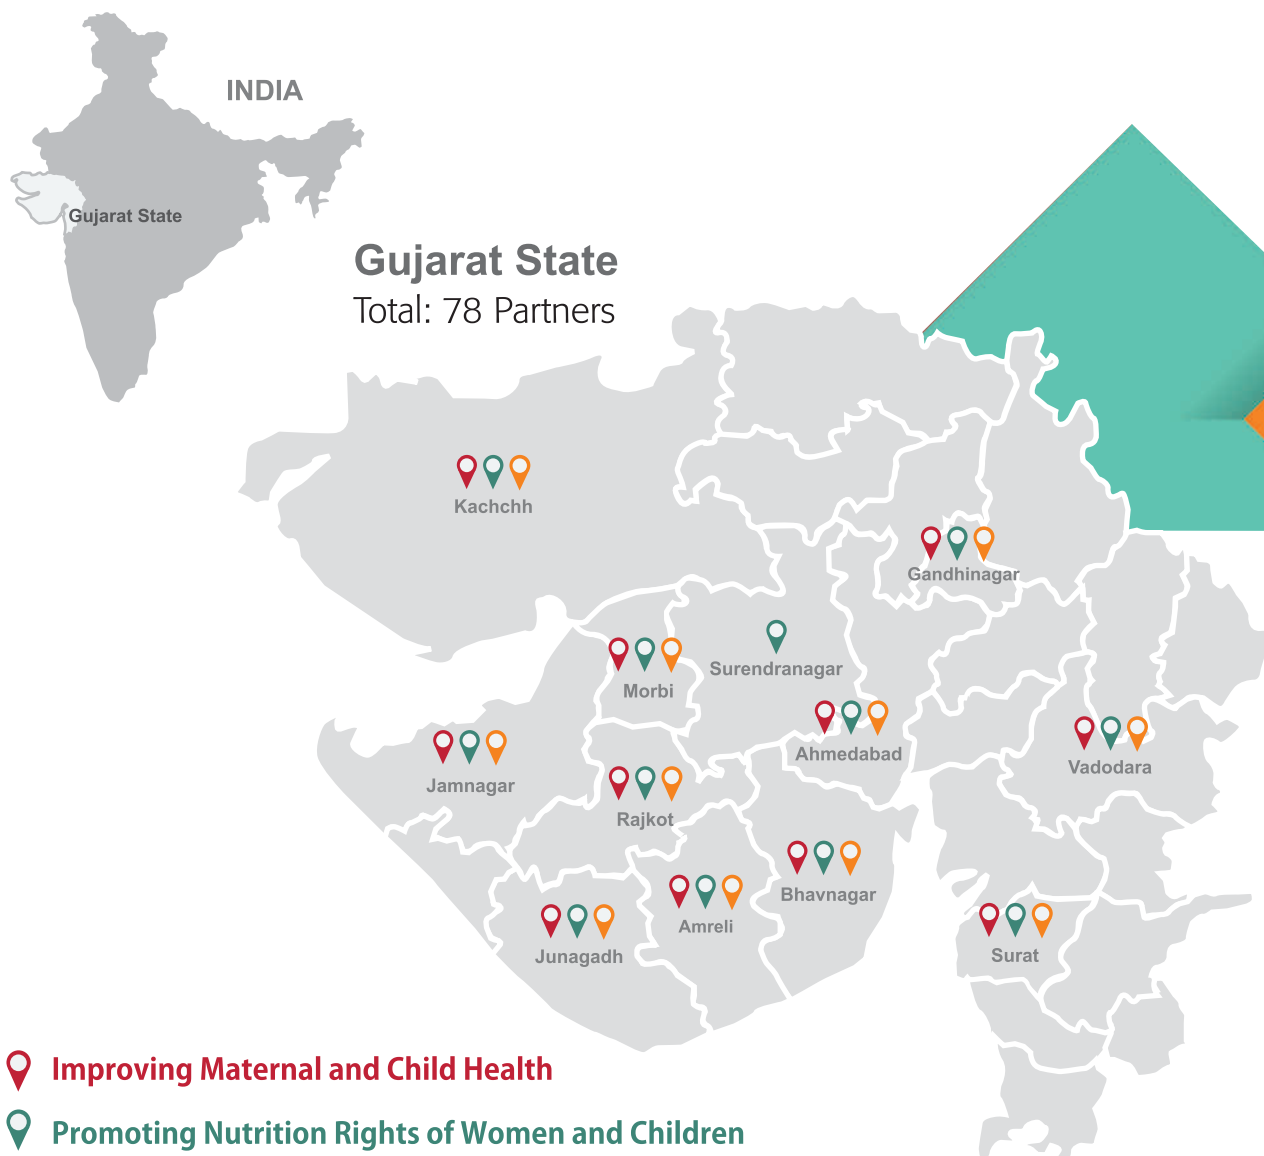 INDIA
Gujarat State
Gujarat State
Total: 78 Partners
Kachchh
Gandhinagar
Surendranagar
Morbi
Ahmedabad
Vadodara
Jamnagar
Rajkot
Bhavnagar
Amreli
Junagadh
Surat
Improving Maternal and Child Health
Promoting Nutrition Rights of Women and Children